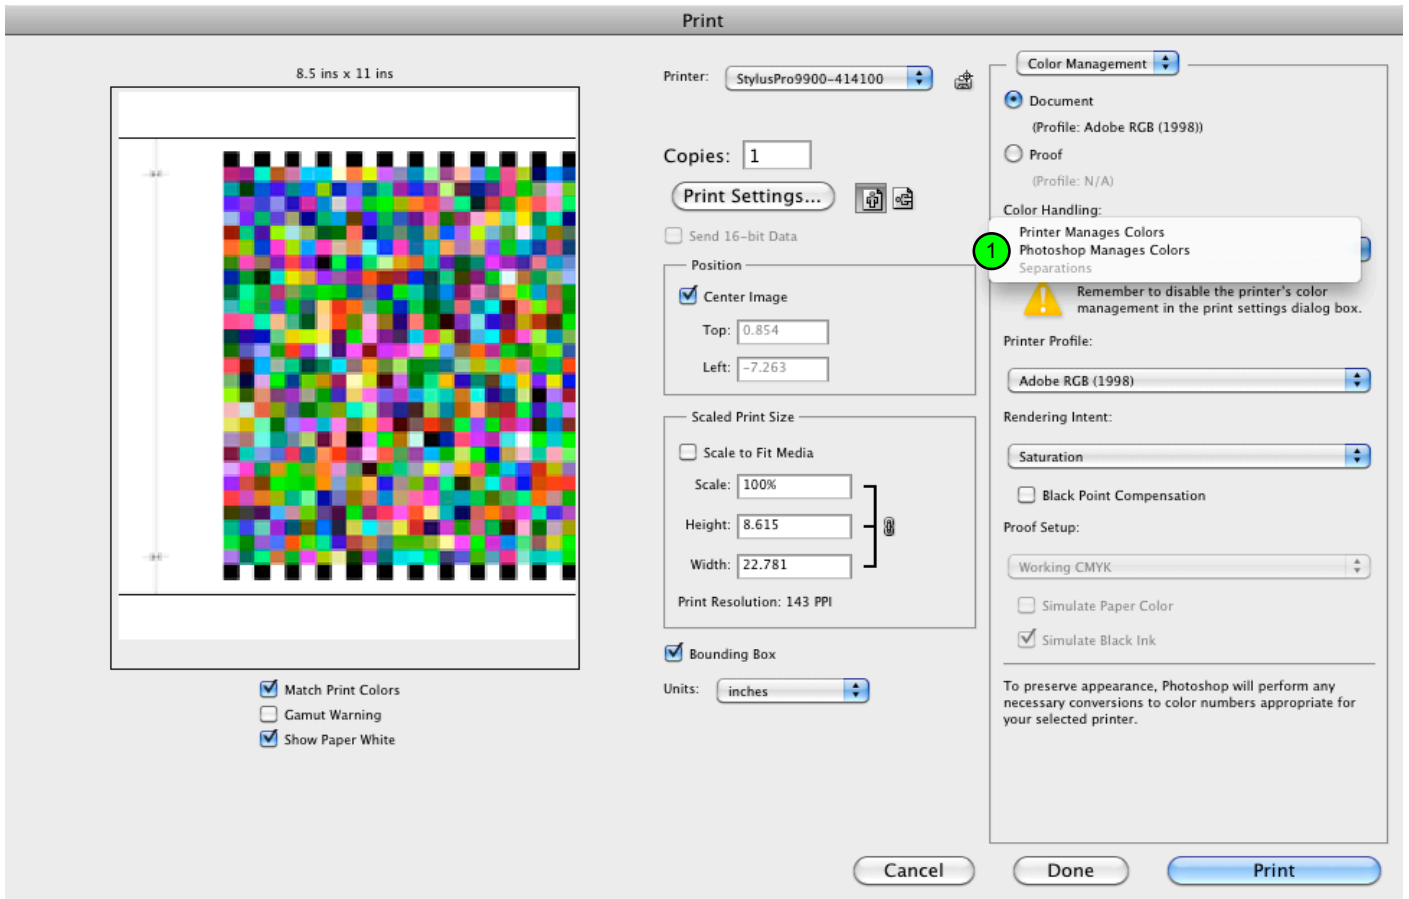 Print
8.5 ins x 11 ins
Match Print Colors
Gamut Warning
Show Paper White
Printer: StylusPro9900-414100
Copies: 1
Print Settings...
Send 16-bit Data
Position
Center Image
Top: 0.854
Left: -7.263
Scaled Print Size
Scale to Fit Media
Scale: 100%
Height: 8.615
Width: 22.781
Print Resolution: 143 PPI
Bounding Box
Units: inches
Color Management
Document
(Profile: Adobe RGB (1998))
Proof
(Profile: N/A)
Color Handling:
Printer Manages Colors
1 Photoshop Manages Colors
Separations
Remember to disable the printer's color
management in the print settings dialog box.
Printer Profile:
Adobe RGB (1998)
Rendering Intent:
Saturation
Black Point Compensation
Proof Setup:
Working CMYK
Simulate Paper Color
Simulate Black Ink
To preserve appearance, Photoshop will perform any
necessary conversions to color numbers appropriate for
your selected printer.
Cancel
Done
Print